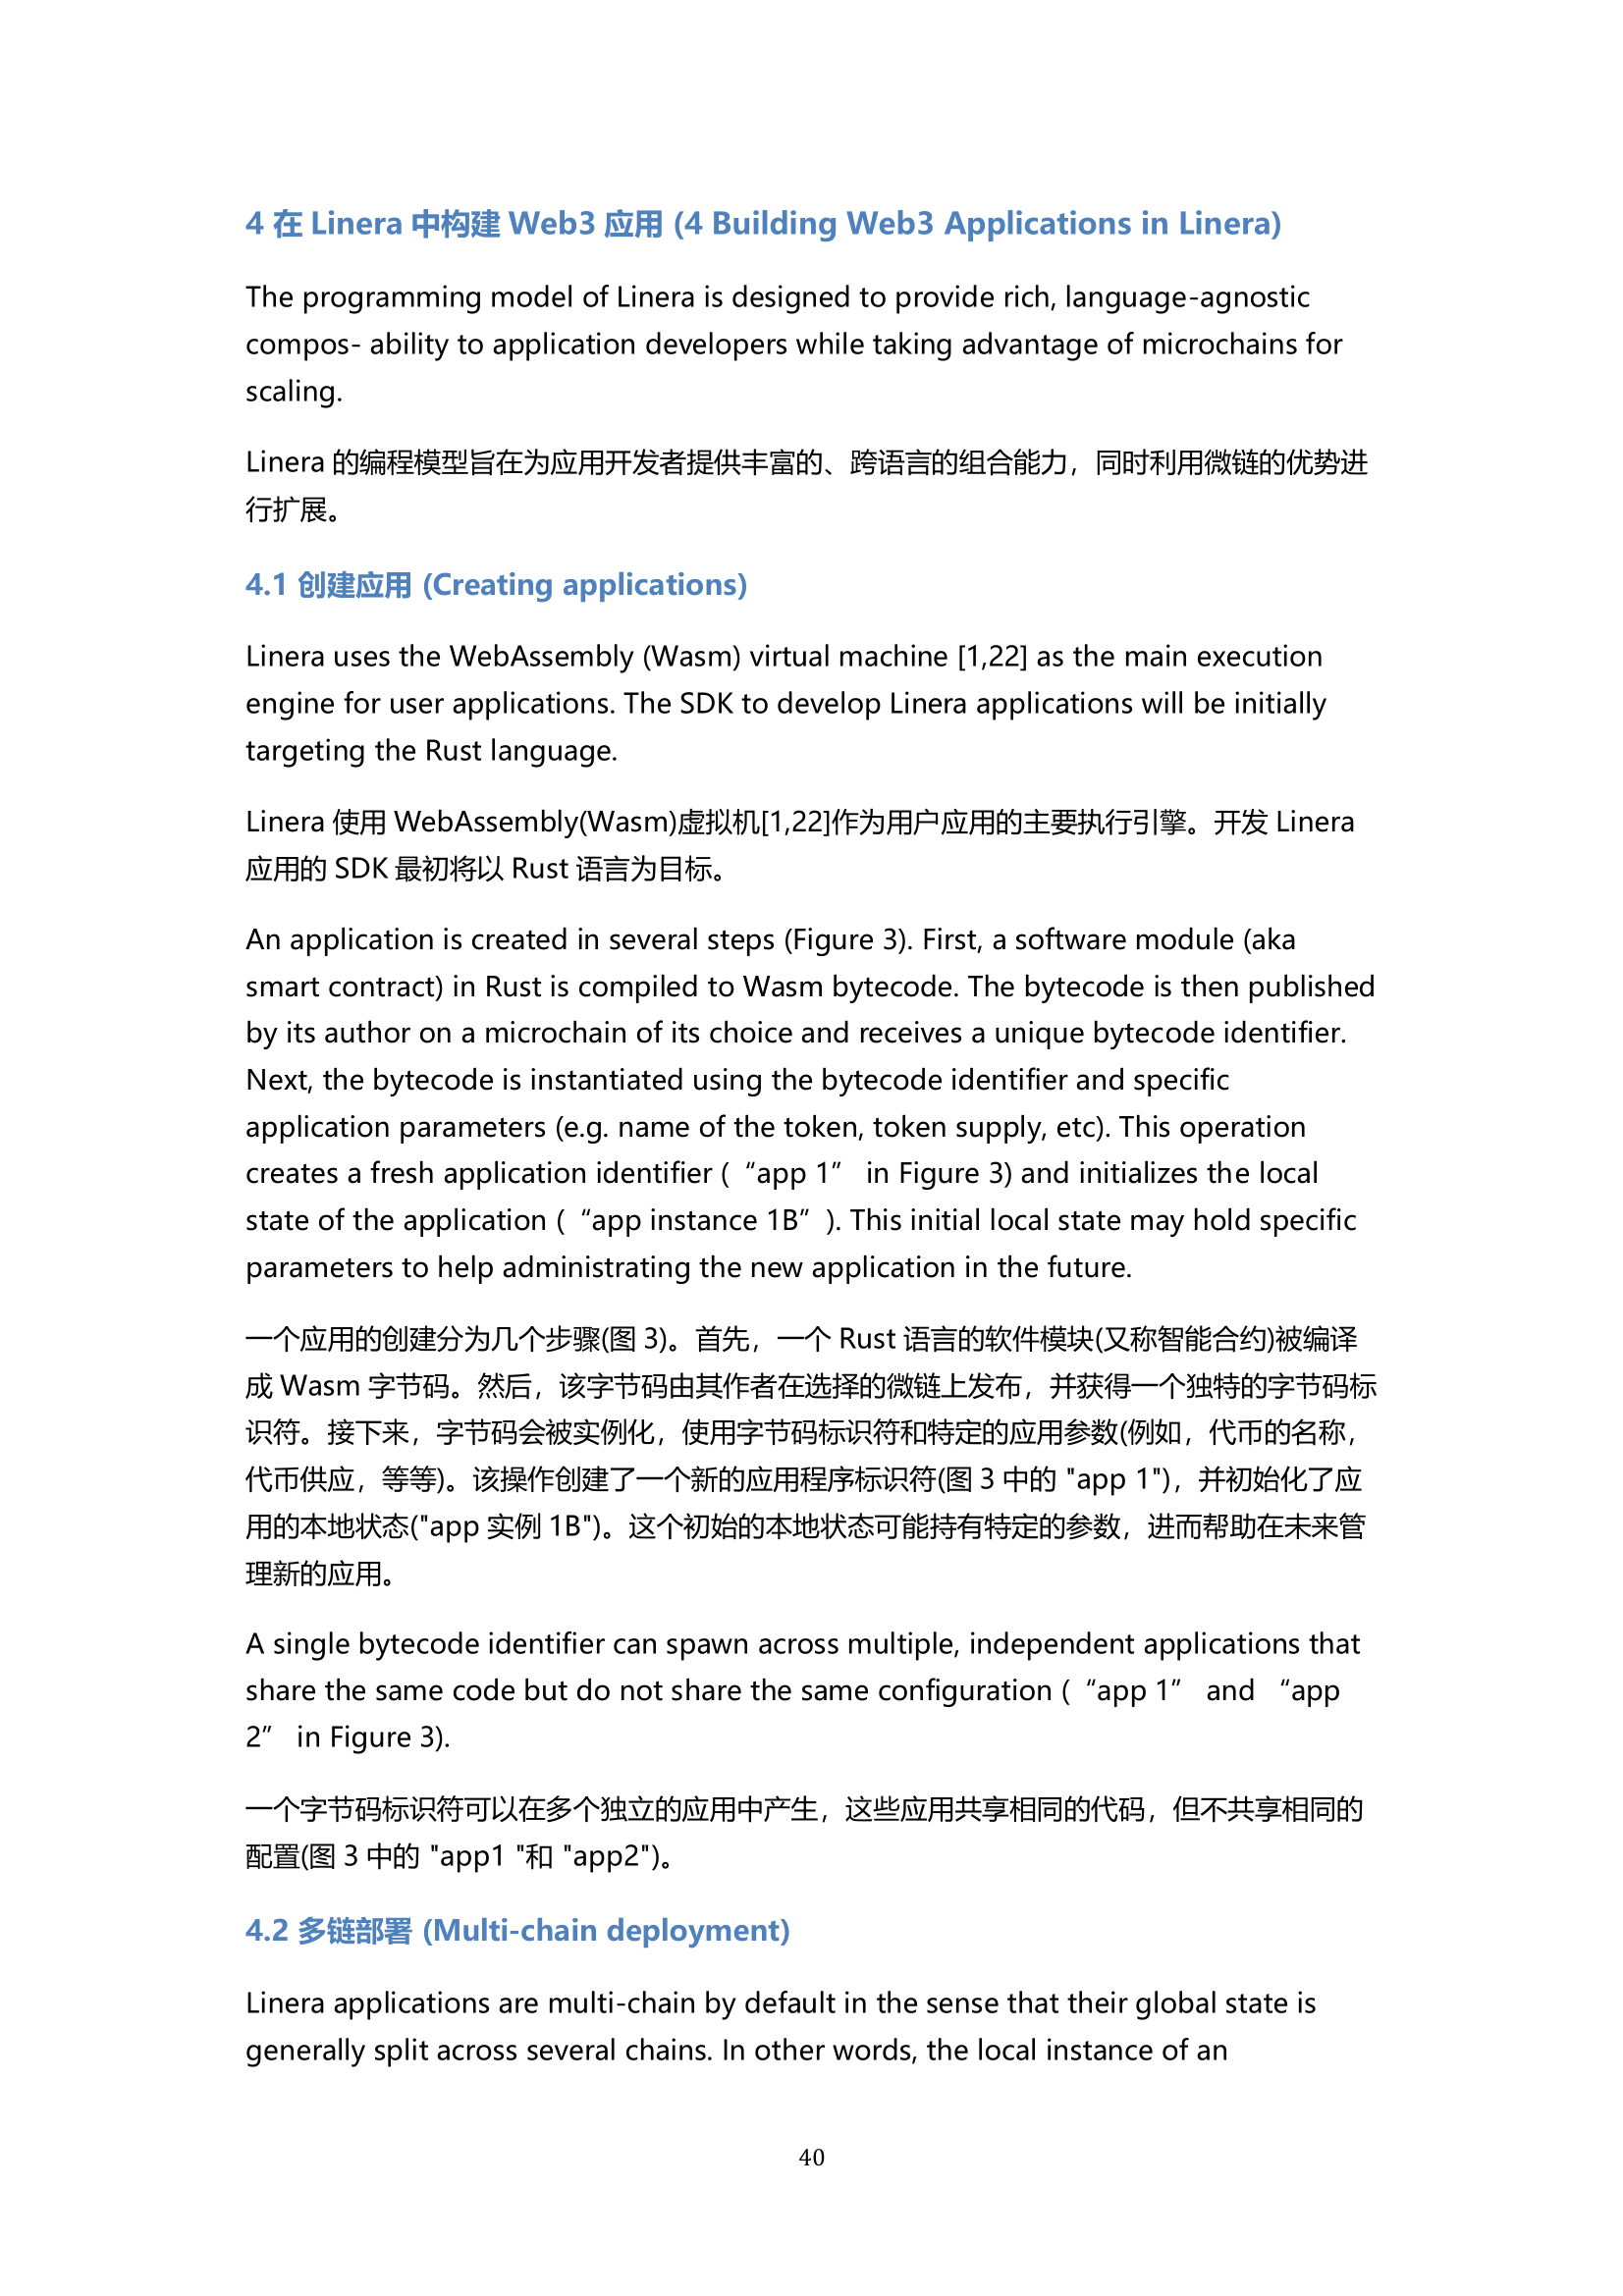 4 在 Linera 中构建 Web3 应用 (4 Building Web3 Applications in Linera)
The programming model of Linera is designed to provide rich, language-agnostic
compos- ability to application developers while taking advantage of microchains for
scaling.
Linera 的编程模型旨在为应用开发者提供丰富的、跨语言的组合能力，同时利用微链的优势进
行扩展。
4.1 创建应用 (Creating applications)
Linera uses the WebAssembly (Wasm) virtual machine [1,22] as the main execution
engine for user applications. The SDK to develop Linera applications will be initially
targeting the Rust language.
Linera 使用 WebAssembly(Wasm)虚拟机[1,22]作为用户应用的主要执行引擎。开发 Linera
应用的 SDK 最初将以 Rust 语言为目标。
An application is created in several steps (Figure 3). First, a software module (aka
smart contract) in Rust is compiled to Wasm bytecode. The bytecode is then published
by its author on a microchain of its choice and receives a unique bytecode identifier.
Next, the bytecode is instantiated using the bytecode identifier and specific
application parameters (e.g. name of the token, token supply, etc). This operation
creates a fresh application identifier (“app 1” in Figure 3) and initializes the local
state of the application (“app instance 1B”). This initial local state may hold specific
parameters to help administrating the new application in the future.
一个应用的创建分为几个步骤(图 3)。首先，一个 Rust 语言的软件模块(又称智能合约)被编译
成 Wasm 字节码。然后，该字节码由其作者在选择的微链上发布，并获得一个独特的字节码标
识符。接下来，字节码会被实例化，使用字节码标识符和特定的应用参数(例如，代币的名称，
代币供应，等等)。该操作创建了一个新的应用程序标识符(图 3 中的 "app 1")，并初始化了应
用的本地状态("app 实例 1B")。这个初始的本地状态可能持有特定的参数，进而帮助在未来管
理新的应用。
A single bytecode identifier can spawn across multiple, independent applications that
share the same code but do not share the same configuration (“app 1” and “app
2” in Figure 3).
一个字节码标识符可以在多个独立的应用中产生，这些应用共享相同的代码，但不共享相同的
配置(图 3 中的 "app1 "和 "app2")。
4.2 多链部署 (Multi-chain deployment)
Linera applications are multi-chain by default in the sense that their global state is
generally split across several chains. In other words, the local instance of an
40